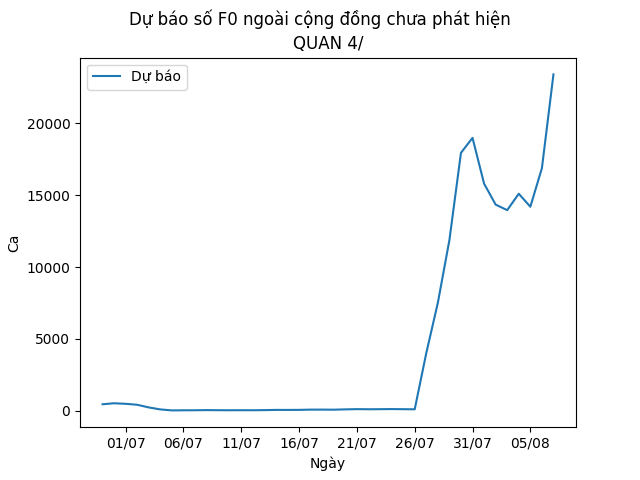 Dự báo số F0 ngoài cộng đồng chưa phát hiện
QUAN 4/
Dự báo
Ca
20000
15000
10000
5000
0
01/07 06/07 11/07 16/07 21/07 26/07 31/07 05/08
Ngày